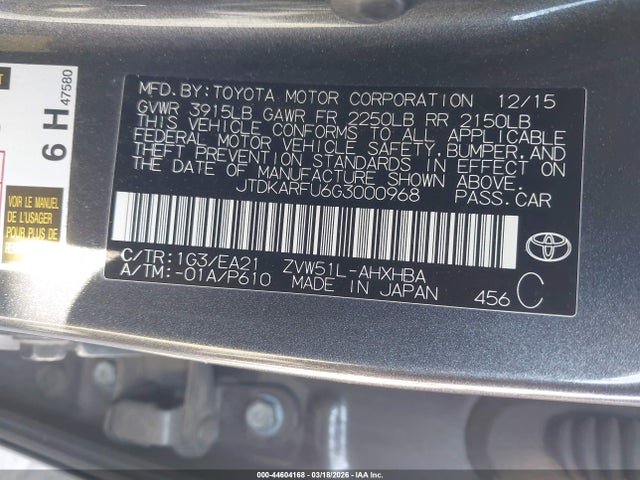 MFD.BY:TOYOTA MOTOR CORPORATION 12/15
GVWR 3915LB GAWR FR 2250LB RR 2150LB
THIS VEHICLE CONFORMS TO ALL APPLICABLE
FEDERAL MOTOR VEHICLE SAFETY,BUMPER,AND
THEFT PREVENTION STANDARDS IN EFFECT ON
THE DATE OF MANUFACTURE SHOWN ABOVE.
JTDKARFU6G3000968 PASS.CAR
C/TR:1G3/EA21 ZVW51L-AHXHBA
A/TM:-01A/P610 MADE IN JAPAN 456 C
TOYOTA
6 H 47580
VOIR LE
MANUEL DE
L'USAGER
POUR PLUS DE
000-44604168 - 03/18/2026 - IAA Corp.